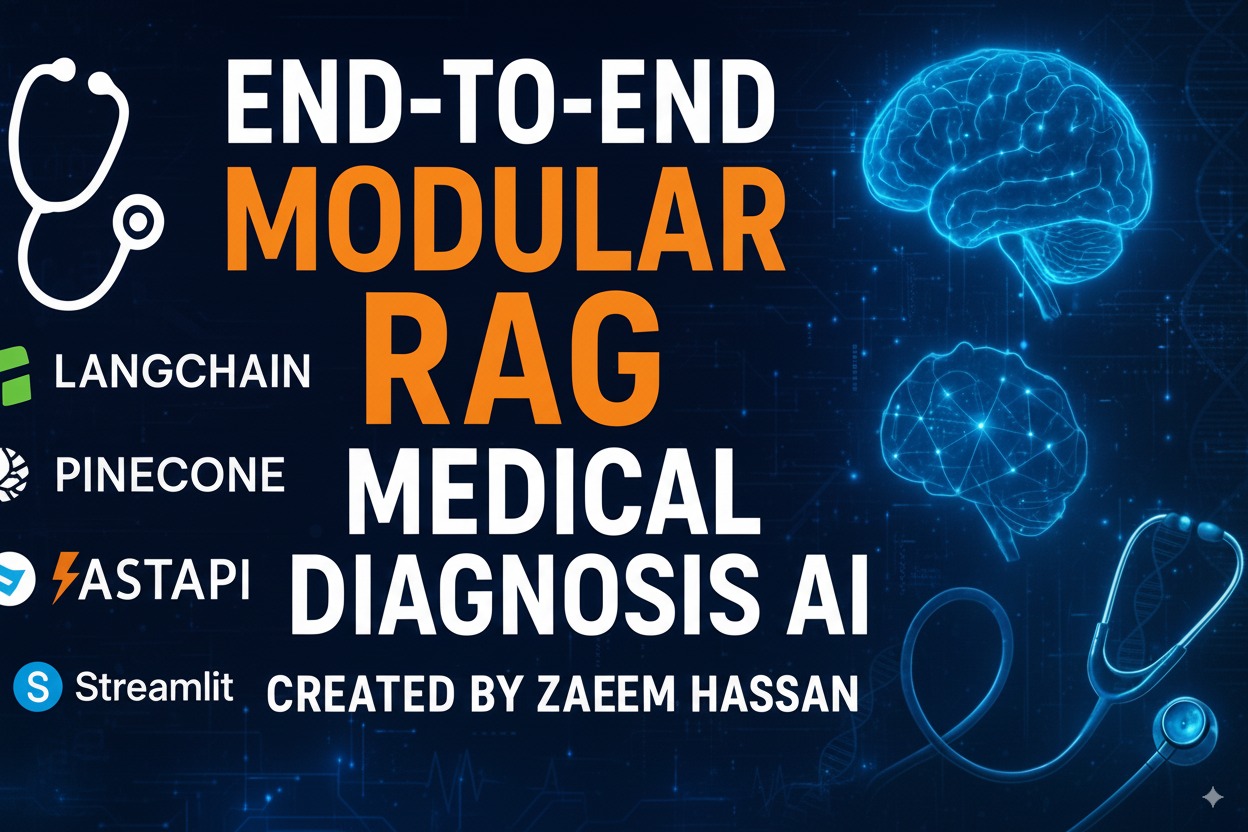 END-TO-END
MODULAR
RAG
MEDICAL
DIAGNOSIS AI
CREATED BY ZAEEM HASSAN
LANGCHAIN
PINECONE
ASTAPI
S Streamlit